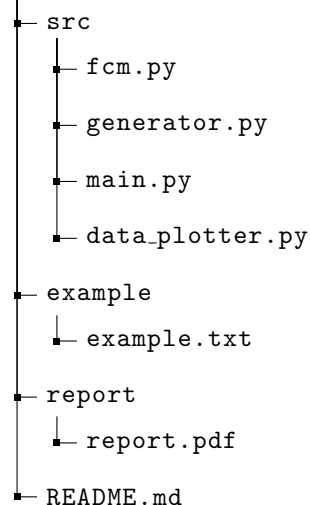 src
fcm.py
generator.py
main.py
data_plotter.py
example
example.txt
report
report.pdf
README.md